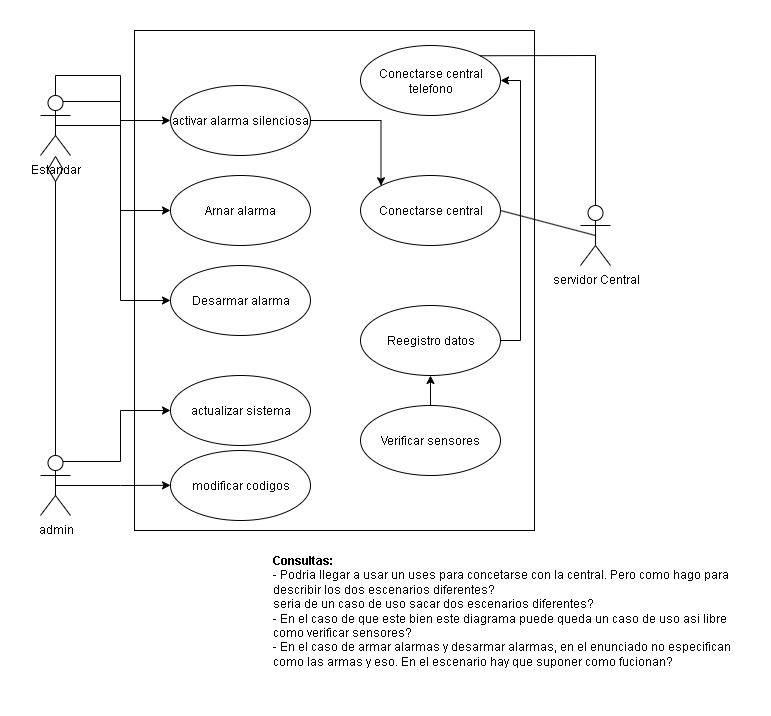 Conectarse central
telefono
activar alarma silenciosa
Estandar
Arnar alarma
Conectarse central
servidor Central
Desarmar alarma
Reegistro datos
actualizar sistema
Verificar sensores
modificar codigos
admin
Consultas:
- Podria llegar a usar un uses para concetarse con la central. Pero como hago para
describir los dos escenarios diferentes?
seria de un caso de uso sacar dos escenarios diferentes?
- En el caso de que este bien este diagrama puede queda un caso de uso asi libre
como verificar sensores?
- En el caso de armar alarmas y desarmar alarmas, en el enunciado no especifican
como las armas y eso. En el escenario hay que suponer como fucionan?